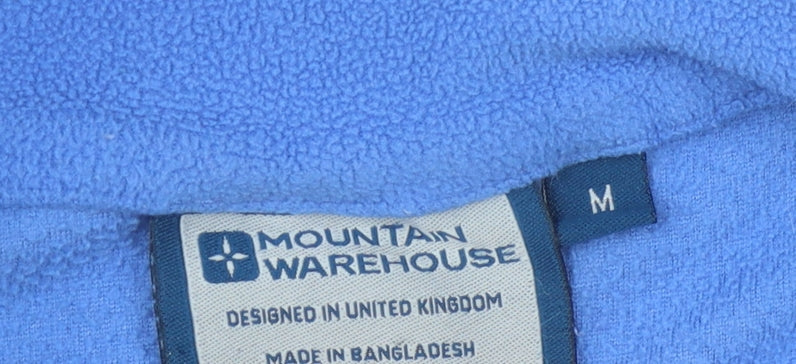 MOUNTAIN
WAREHOUSE
DESIGNED IN UNITED KINGDOM
MADE IN BANGLADESH
M